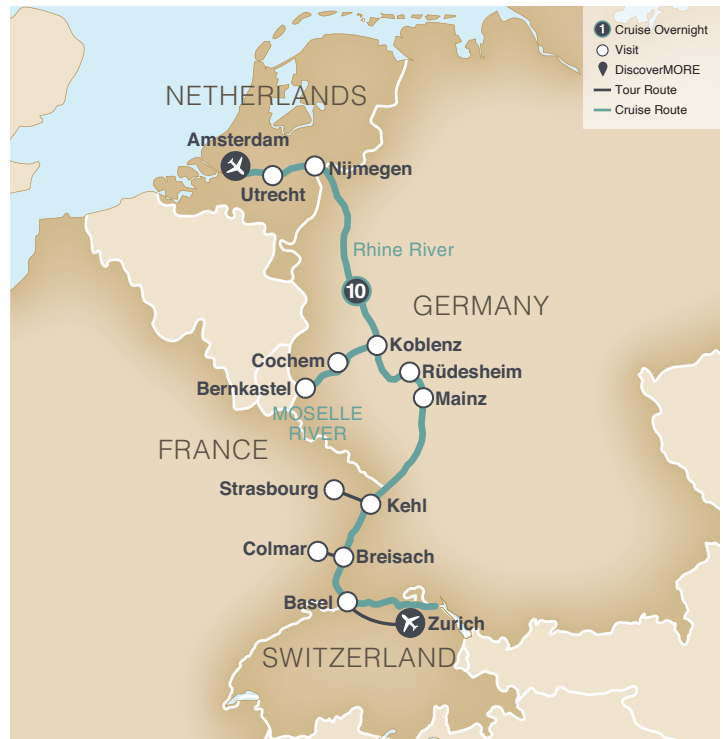 1 Cruise Overnight
Visit
DiscoverMORE
Tour Route
Cruise Route
NETHERLANDS
Amsterdam
Nijmegen
Utrecht
Rhine River
10
GERMANY
Koblenz
Cochem
Rüdesheim
Bernkastel
Mainz
MOSELLE
RIVER
FRANCE
Strasbourg
Kehl
Colmar
Breisach
Basel
Zurich
SWITZERLAND